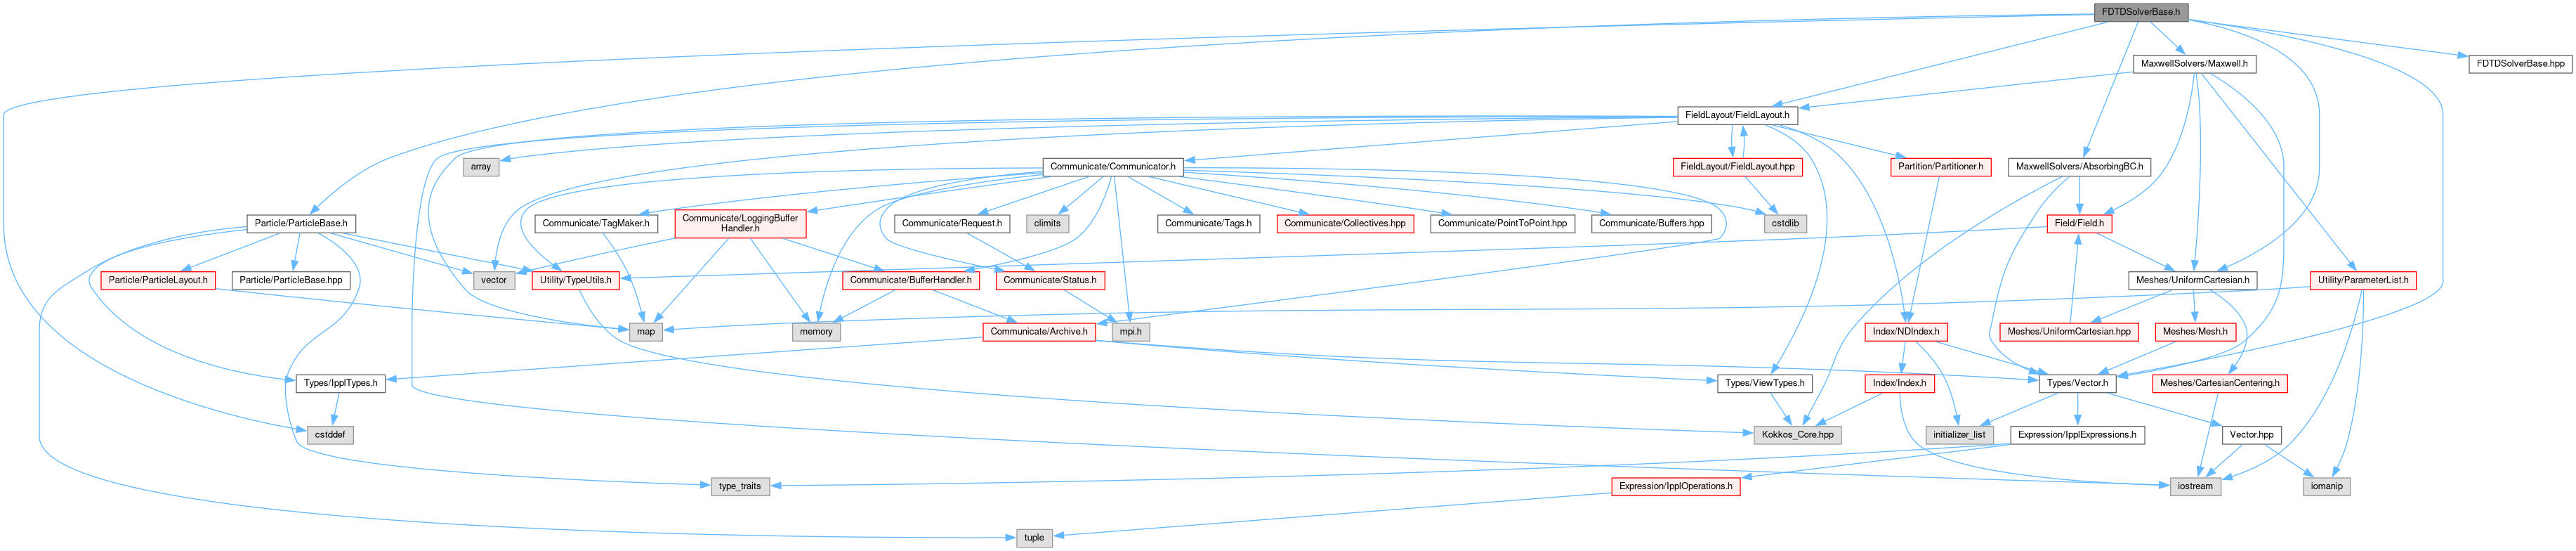 FDTDSolverBase.h
MaxwellSolvers/Maxwell.h
FDTDSolverBase.hpp
FieldLayout/FieldLayout.h
array
Communicate/Communicator.h
FieldLayout/FieldLayout.hpp
Partition/Partitioner.h
MaxwellSolvers/AbsorbingBC.h
Particle/ParticleBase.h
Communicate/TagMaker.h
Communicate/LoggingBuffer
Handler.h
Communicate/Request.h
climits
Communicate/Tags.h
Communicate/Collectives.hpp
Communicate/PointToPoint.hpp
Communicate/Buffers.hpp
cstdlib
Field/Field.h
Particle/ParticleLayout.h
Particle/ParticleBase.hpp
vector
Utility/TypeUtils.h
Communicate/BufferHandler.h
Communicate/Status.h
Meshes/UniformCartesian.h
Utility/ParameterList.h
map
memory
Communicate/Archive.h
mpi.h
Index/NDIndex.h
Meshes/UniformCartesian.hpp
Meshes/Mesh.h
Types/IpplTypes.h
Types/ViewTypes.h
Index/Index.h
Types/Vector.h
Meshes/CartesianCentering.h
cstddef
Kokkos_Core.hpp
initializer_list
Expression/IpplExpressions.h
Vector.hpp
type_traits
Expression/IpplOperations.h
iostream
iomanip
tuple